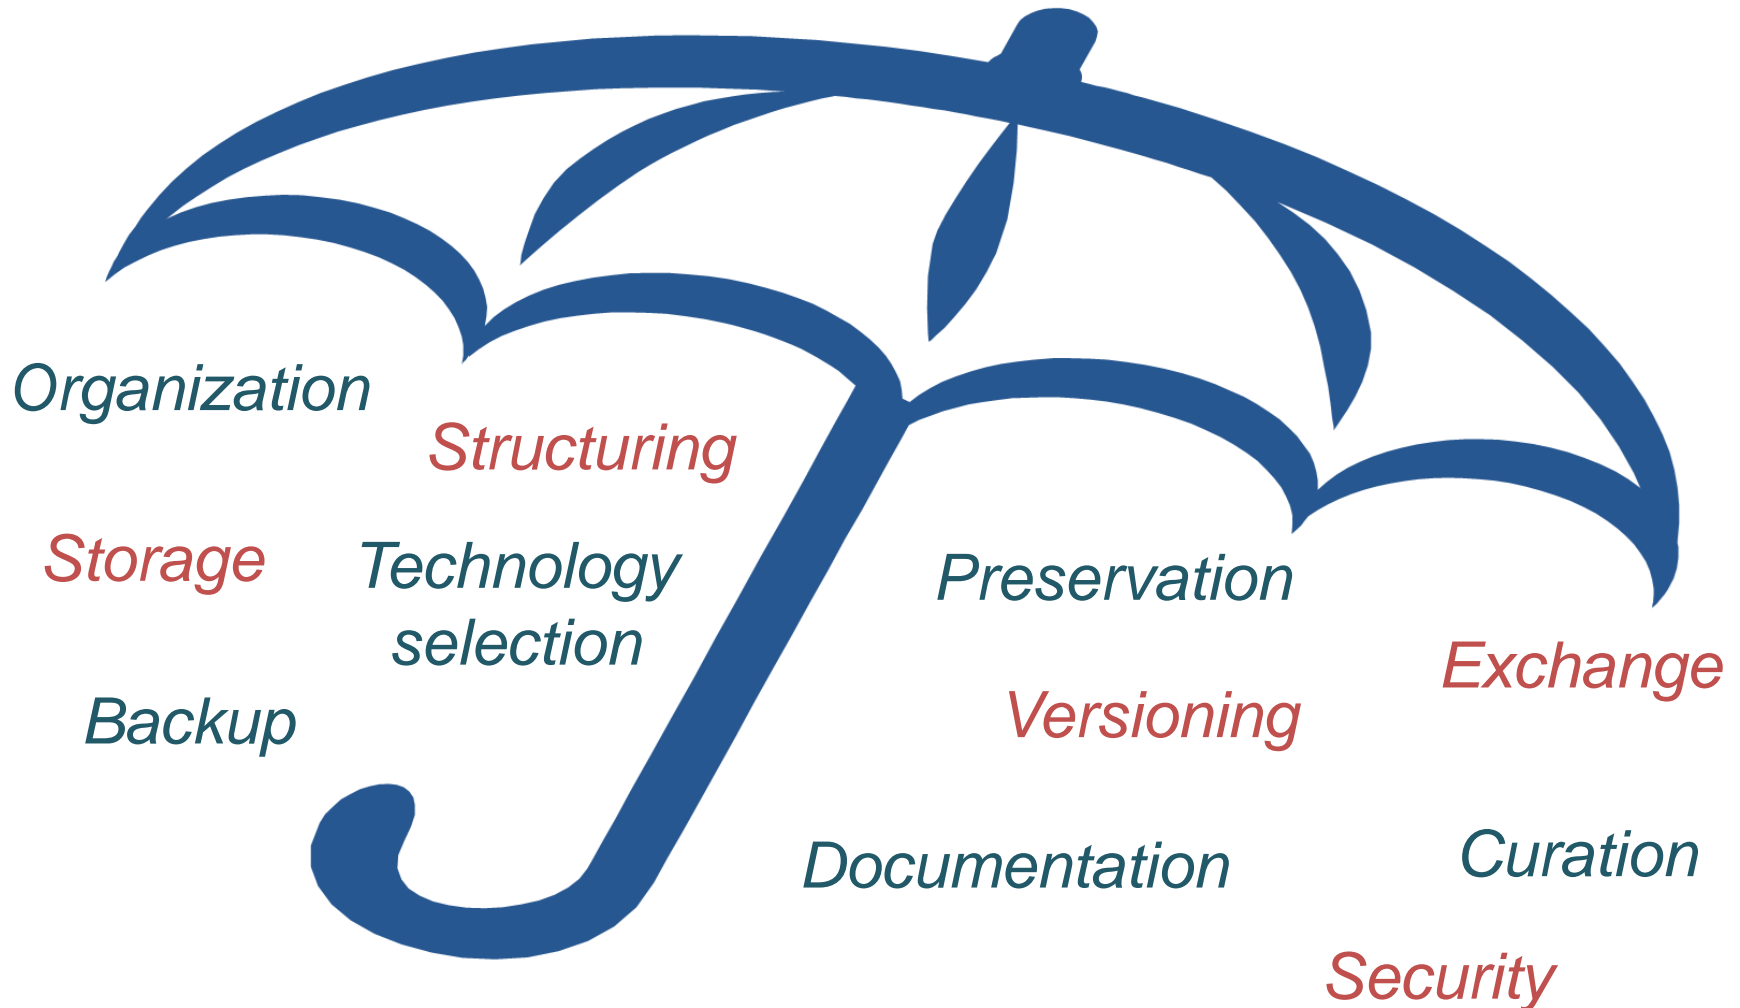 Organization
Structuring
Storage
Technology
selection
Backup
Preservation
Exchange
Versioning
Documentation
Curation
Security